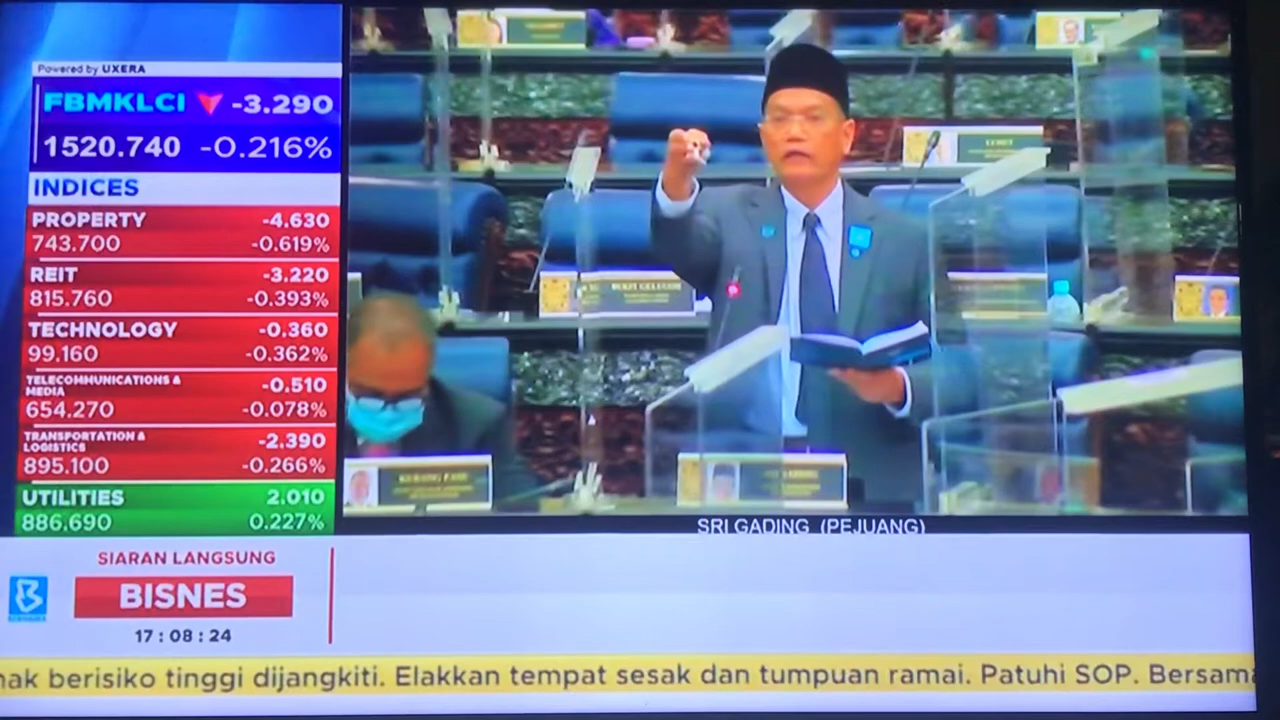 Powered by UXERA
FBMKLCI ▼ -3.290
1520.740 -0.216%
INDICES
PROPERTY -4.630
743.700 -0.619%
REIT -3.220
815.760 -0.393%
TECHNOLOGY -0.360
99.160 -0.362%
TELECOMMUNICATIONS & -0.510
MEDIA
654.270 -0.078%
TRANSPORTATION & -2.390
LOGISTICS
895.100 -0.266%
UTILITIES 2.010
886.690 0.227%
BUKIT GELUGOR
SRI GADING (PEJUANG)
SIARAN LANGSUNG
BISNES
17:08:24
nak berisiko tinggi dijangkiti. Elakkan tempat sesak dan tumpuan ramai. Patuhi SOP. Bersama